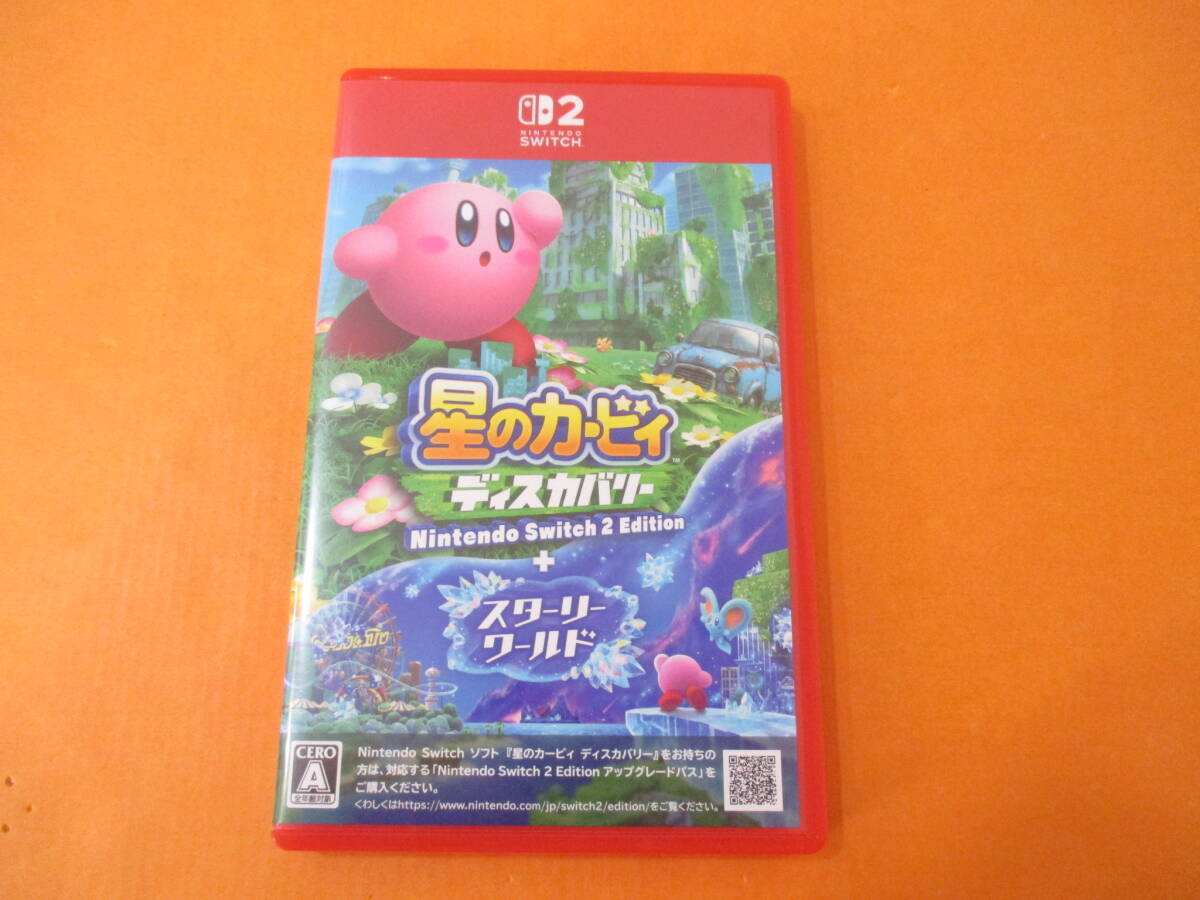 2
NINTENDO
SWITCH
星のカービィ
TM
ディスカバリー
Nintendo Switch 2 Edition
+
スターリー
ワールド
CERO
A
全年齢対象
Nintendo Switch ソフト『星のカービィ ディスカバリー』をお持ちの
方は、対応する「Nintendo Switch 2 Edition アップグレードパス」を
ご購入ください。
くわしくはhttps://www.nintendo.com/jp/switch2/edition/をご覧ください。